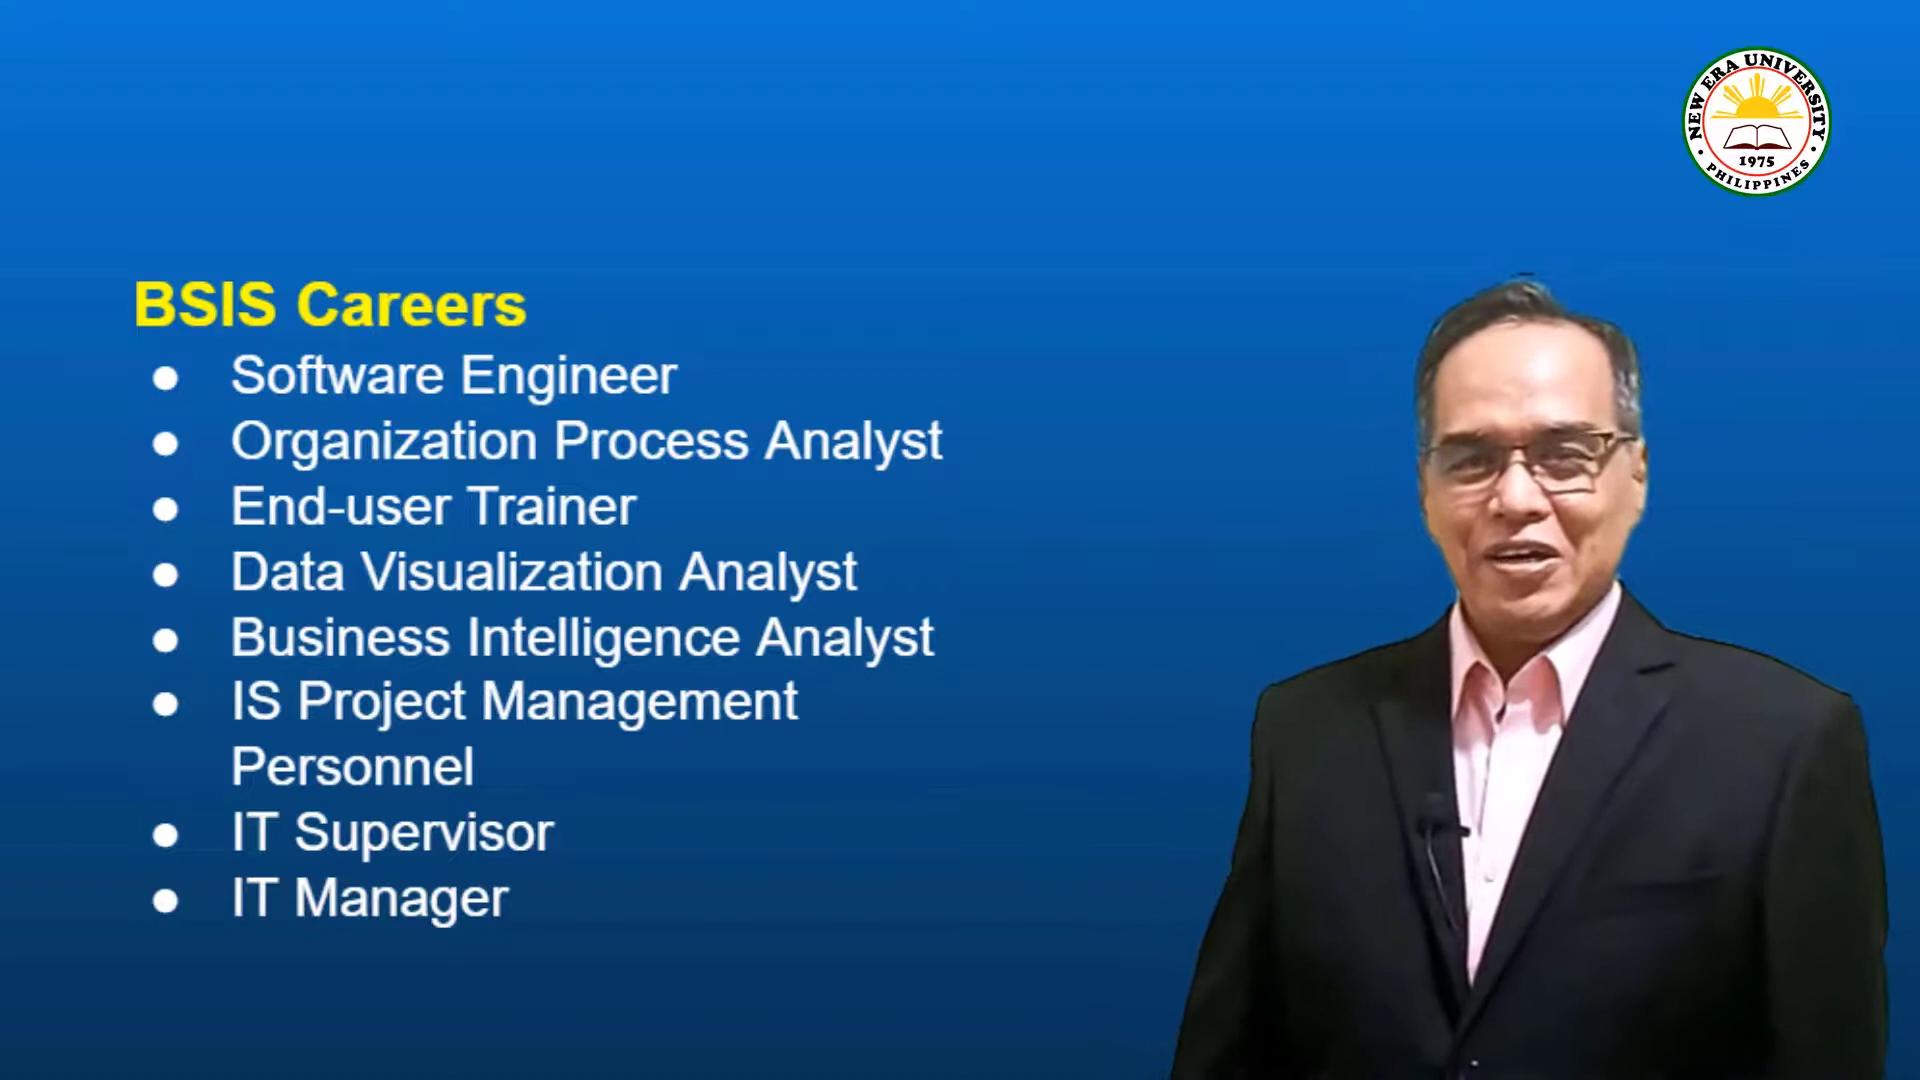 NEW ERA UNIVERSITY
1975
PHILIPPINES
BSIS Careers
● Software Engineer
● Organization Process Analyst
● End-user Trainer
● Data Visualization Analyst
● Business Intelligence Analyst
● IS Project Management
Personnel
● IT Supervisor
● IT Manager